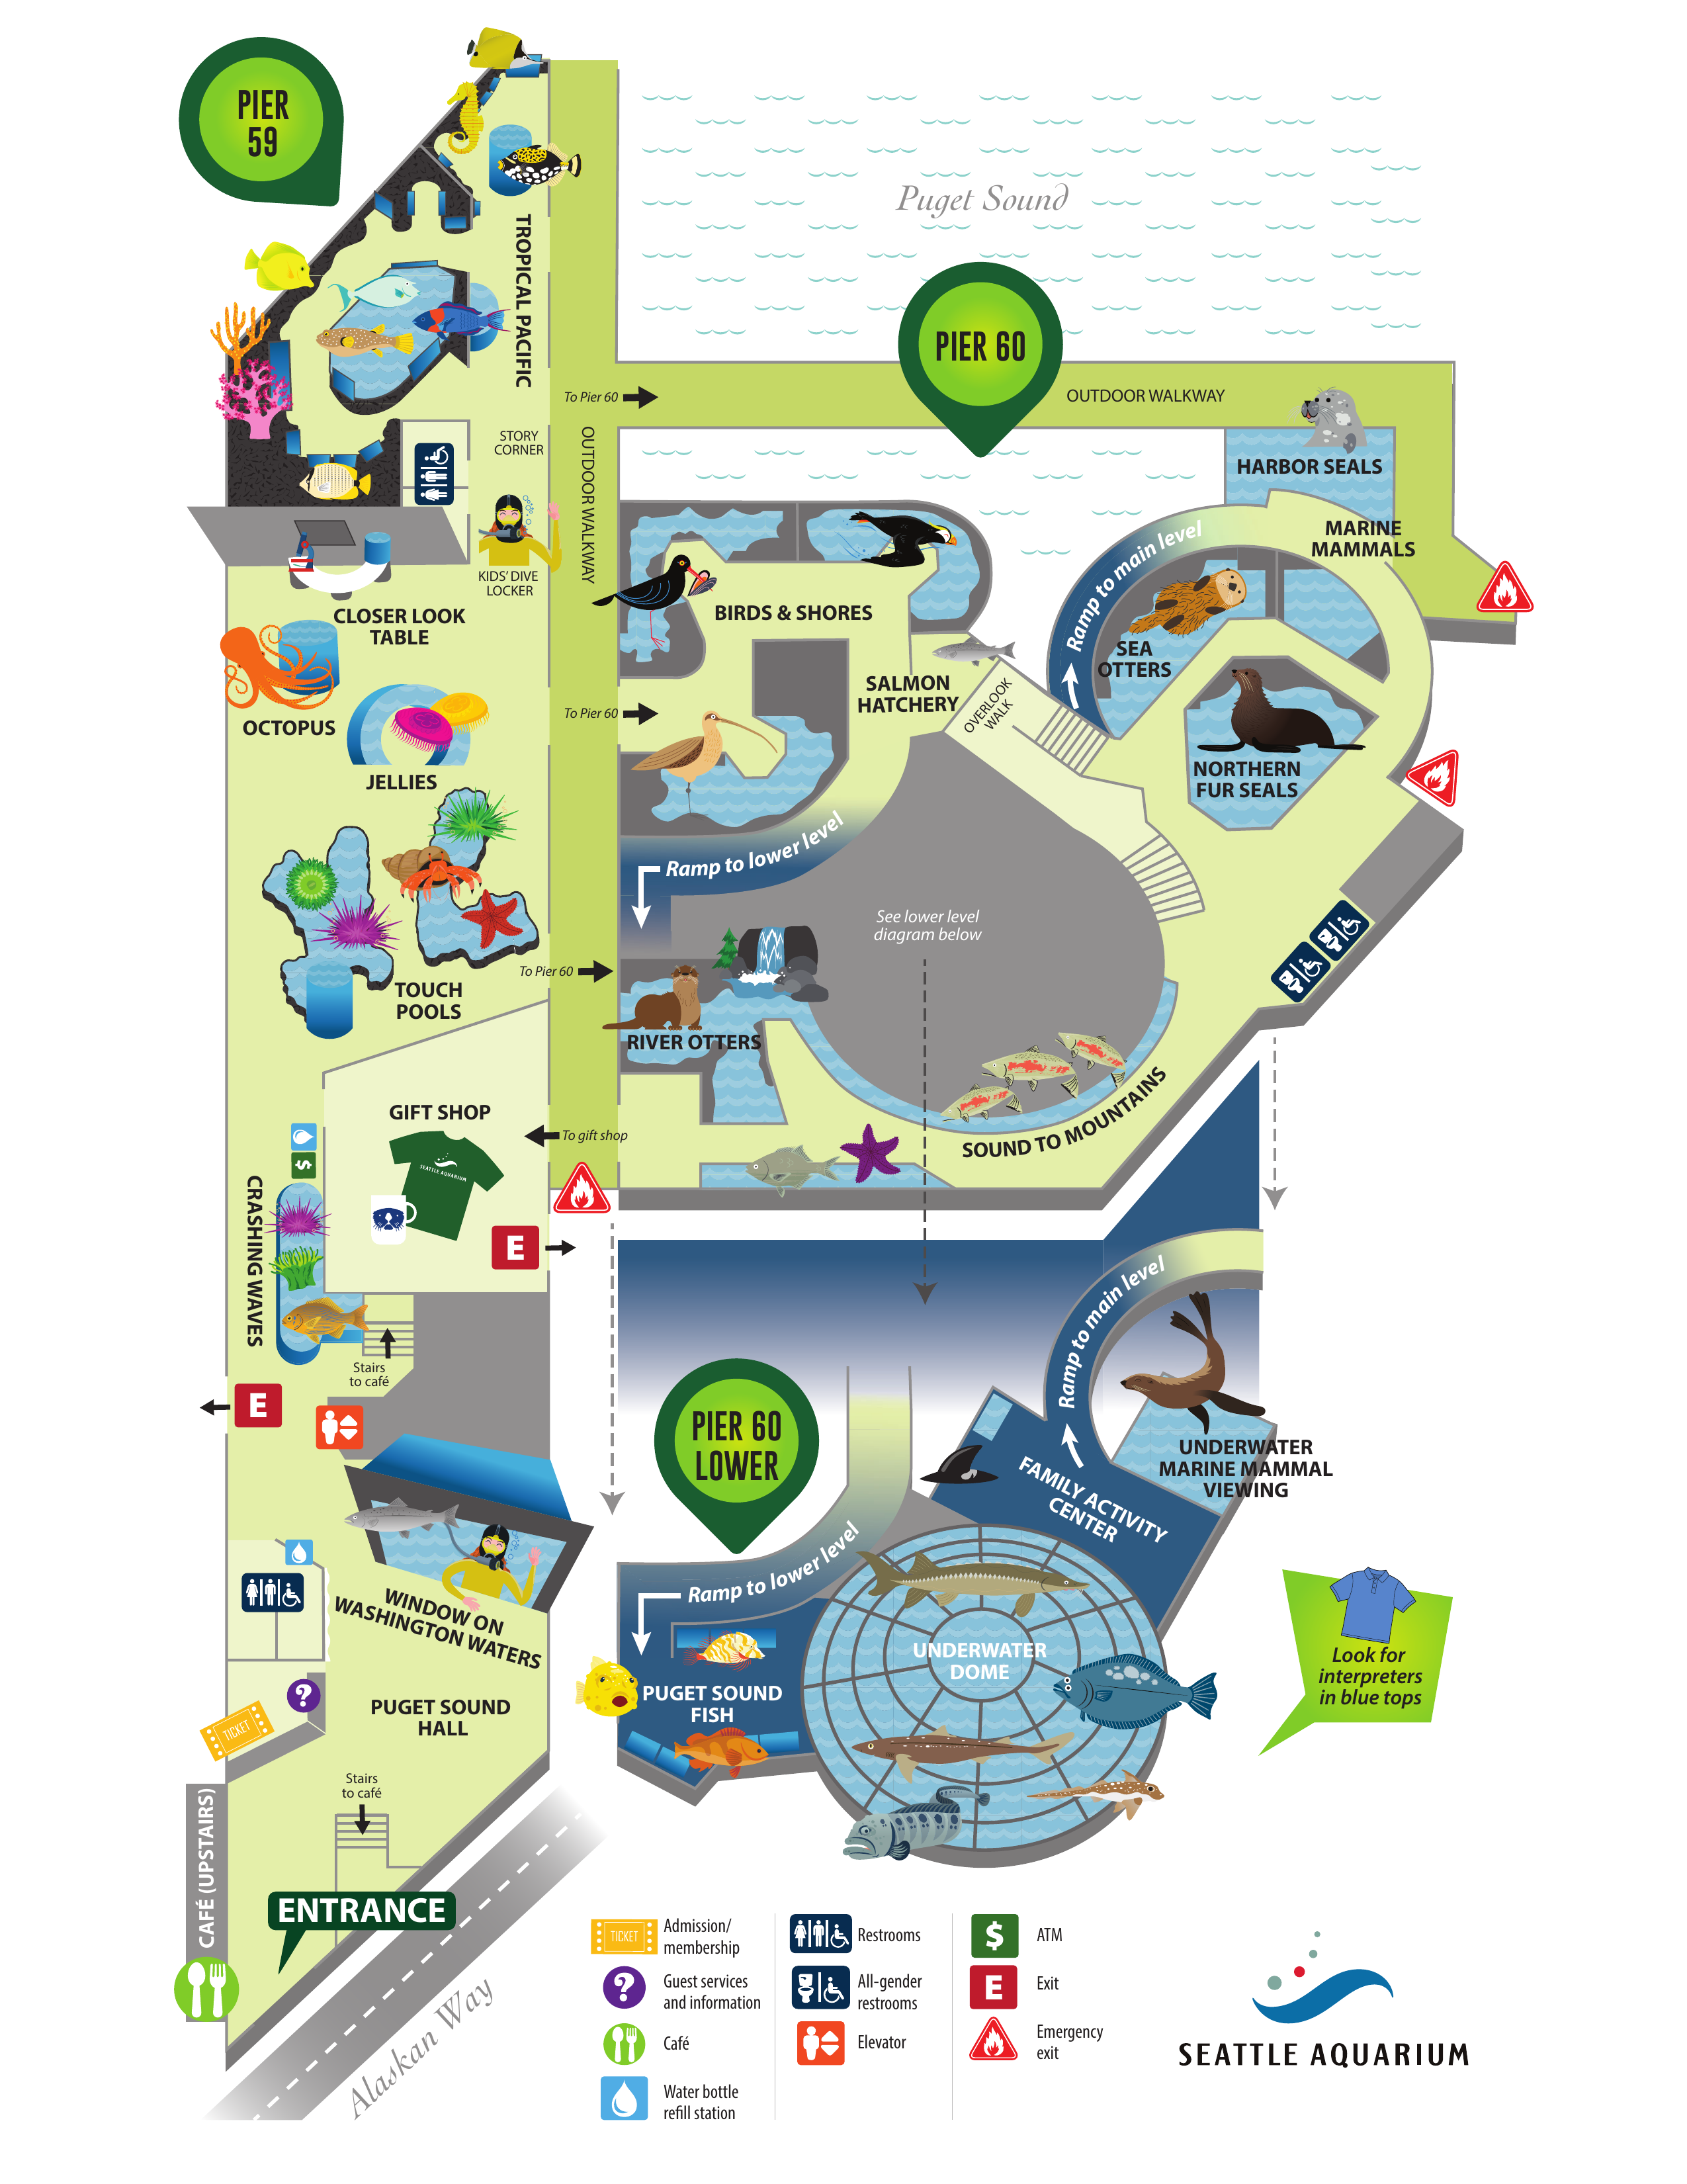 PIER
59
TROPICAL PACIFIC
Puget Sound
PIER 60
To Pier 60
OUTDOOR WALKWAY
OUTDOOR WALKWAY
STORY
CORNER
HARBOR SEALS
MARINE
MAMMALS
Ramp to main level
KIDS' DIVE
LOCKER
CLOSER LOOK
TABLE
BIRDS & SHORES
SEA
OTTERS
OCTOPUS
To Pier 60
SALMON
HATCHERY
OVERLOOK
WALK
JELLIES
NORTHERN
FUR SEALS
Ramp to lower level
See lower level
diagram below
TOUCH
POOLS
To Pier 60
RIVER OTTERS
SOUND TO MOUNTAINS
GIFT SHOP
To gift shop
SEATTLE AQUARIUM
$
CRASHING WAVES
E
Stairs
to café
E
Ramp to main level
PIER 60
LOWER
UNDERWATER
MARINE MAMMAL
VIEWING
FAMILY ACTIVITY
CENTER
Ramp to lower level
WINDOW ON
WASHINGTON WATERS
UNDERWATER
DOME
PUGET SOUND
FISH
Look for
interpreters
in blue tops
?
TICKET
PUGET SOUND
HALL
Stairs
to café
CAFÉ (UPSTAIRS)
ENTRANCE
Alaskan Way
TICKET
Admission/
membership
?
Guest services
and information
Café
Water bottle
refill station
Restrooms
All-gender
restrooms
Elevator
$
ATM
E
Exit
Emergency
exit
SEATTLE AQUARIUM